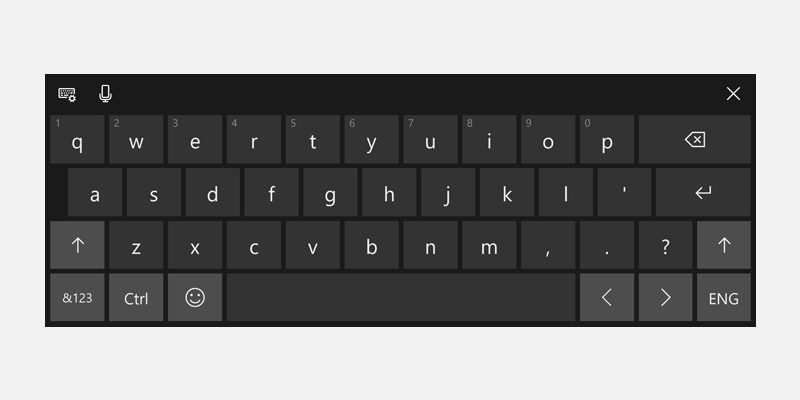 1 2 3 4 5 6 7 8 9 0
q w e r t y u i o p
a s d f g h j k l '
z x c v b n m , . ?
&123 Ctrl ENG